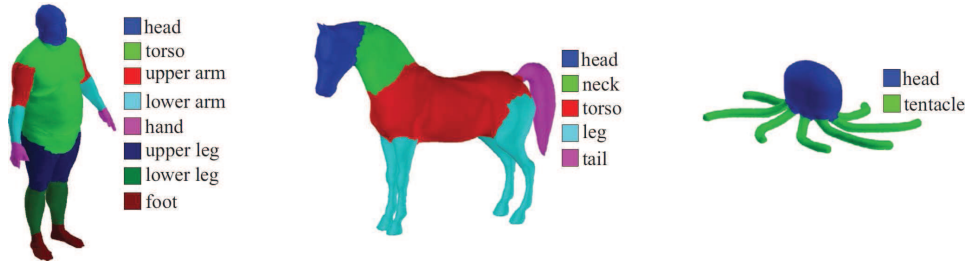 head
torso
upper arm
lower arm
hand
upper leg
lower leg
foot
head
neck
torso
leg
tail
head
tentacle